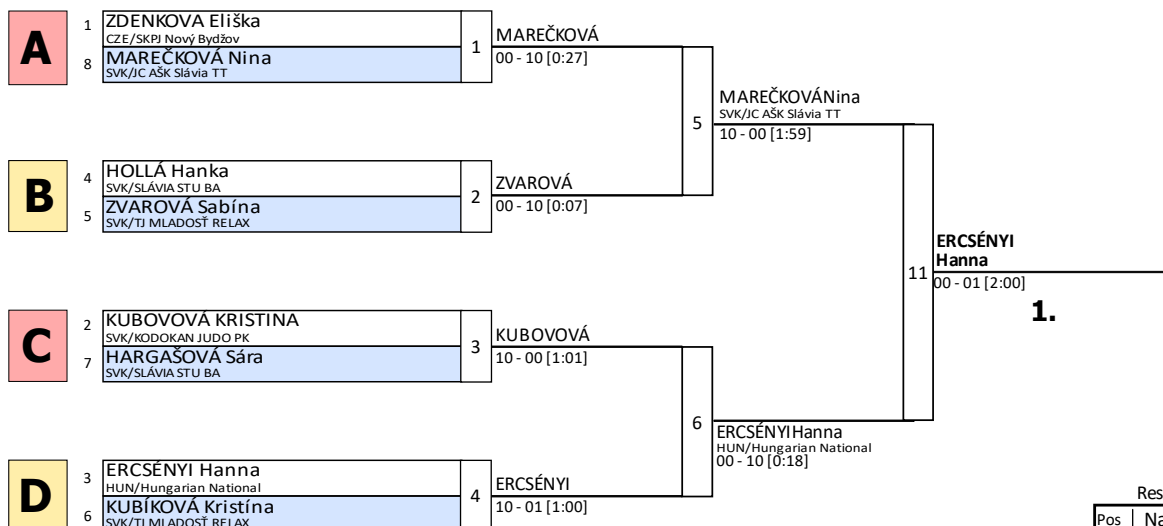 A
1 ZDENKOVA Eliška
CZE/SKPJ Nový Bydžov
8 MAREČKOVÁ Nina
SVK/JC AŠK Slávia TT
1
MAREČKOVÁ
00 - 10 [0:27]
B
4 HOLLÁ Hanka
SVK/SLÁVIA STU BA
5 ZVAROVÁ Sabína
SVK/TJ MLADOSŤ RELAX
2
ZVAROVÁ
00 - 10 [0:07]
5
MAREČKOVÁNina
SVK/JC AŠK Slávia TT
10 - 00 [1:59]
C
2 KUBOVOVÁ KRISTINA
SVK/KODOKAN JUDO PK
7 HARGAŠOVÁ Sára
SVK/SLÁVIA STU BA
3
KUBOVOVÁ
10 - 00 [1:01]
D
3 ERCSÉNYI Hanna
HUN/Hungarian National
6 KUBÍKOVÁ Kristína
SVK/TJ MLADOSŤ RELAX
4
ERCSÉNYI
10 - 01 [1:00]
6
ERCSÉNYIHanna
HUN/Hungarian National
00 - 10 [0:18]
11
ERCSÉNYI
Hanna
00 - 01 [2:00]
1.
Res
Pos Na